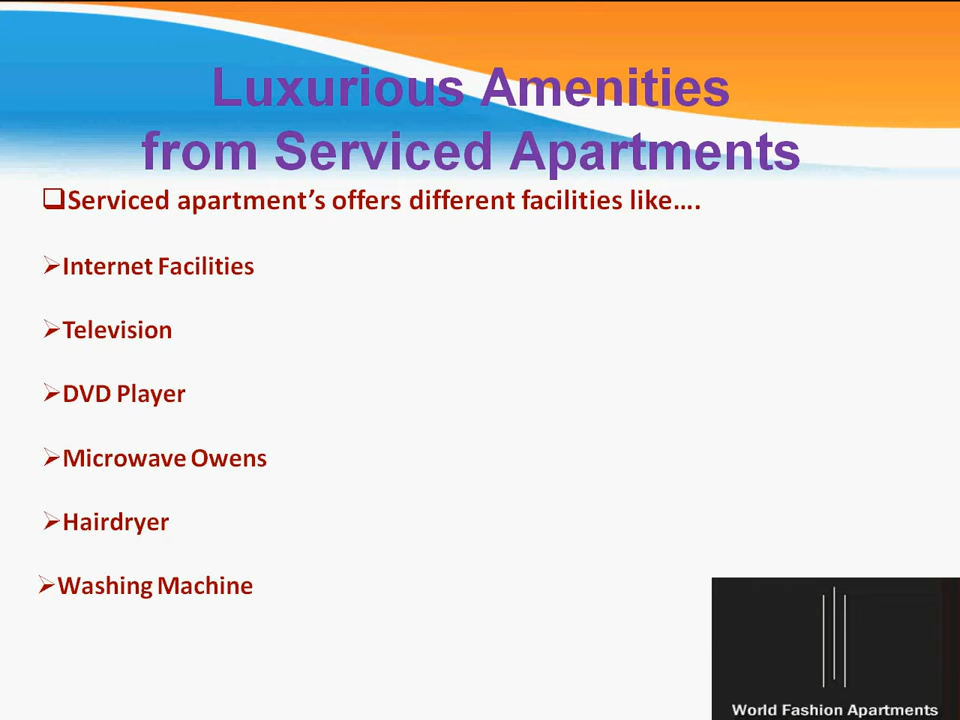 Luxurious Amenities
from Serviced Apartments
Serviced apartment’s offers different facilities like….
Internet Facilities
Television
DVD Player
Microwave Owens
Hairdryer
Washing Machine
World Fashion Apartments